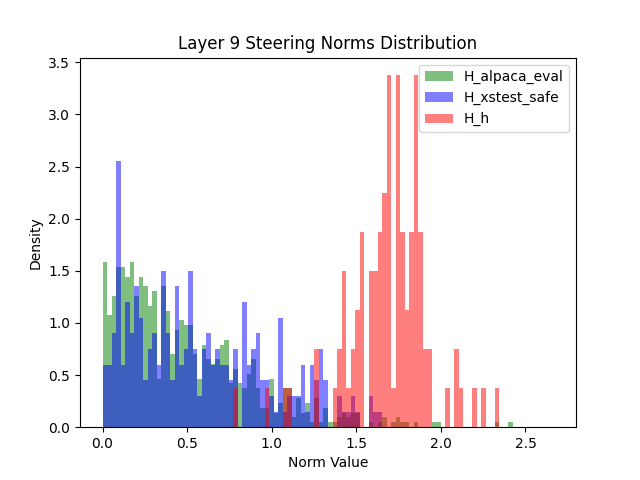 Layer 9 Steering Norms Distribution
H_alpaca_eval
H_xstest_safe
H_h
3.5
3.0
2.5
2.0
1.5
1.0
0.5
0.0
Density
0.0 0.5 1.0 1.5 2.0 2.5
Norm Value